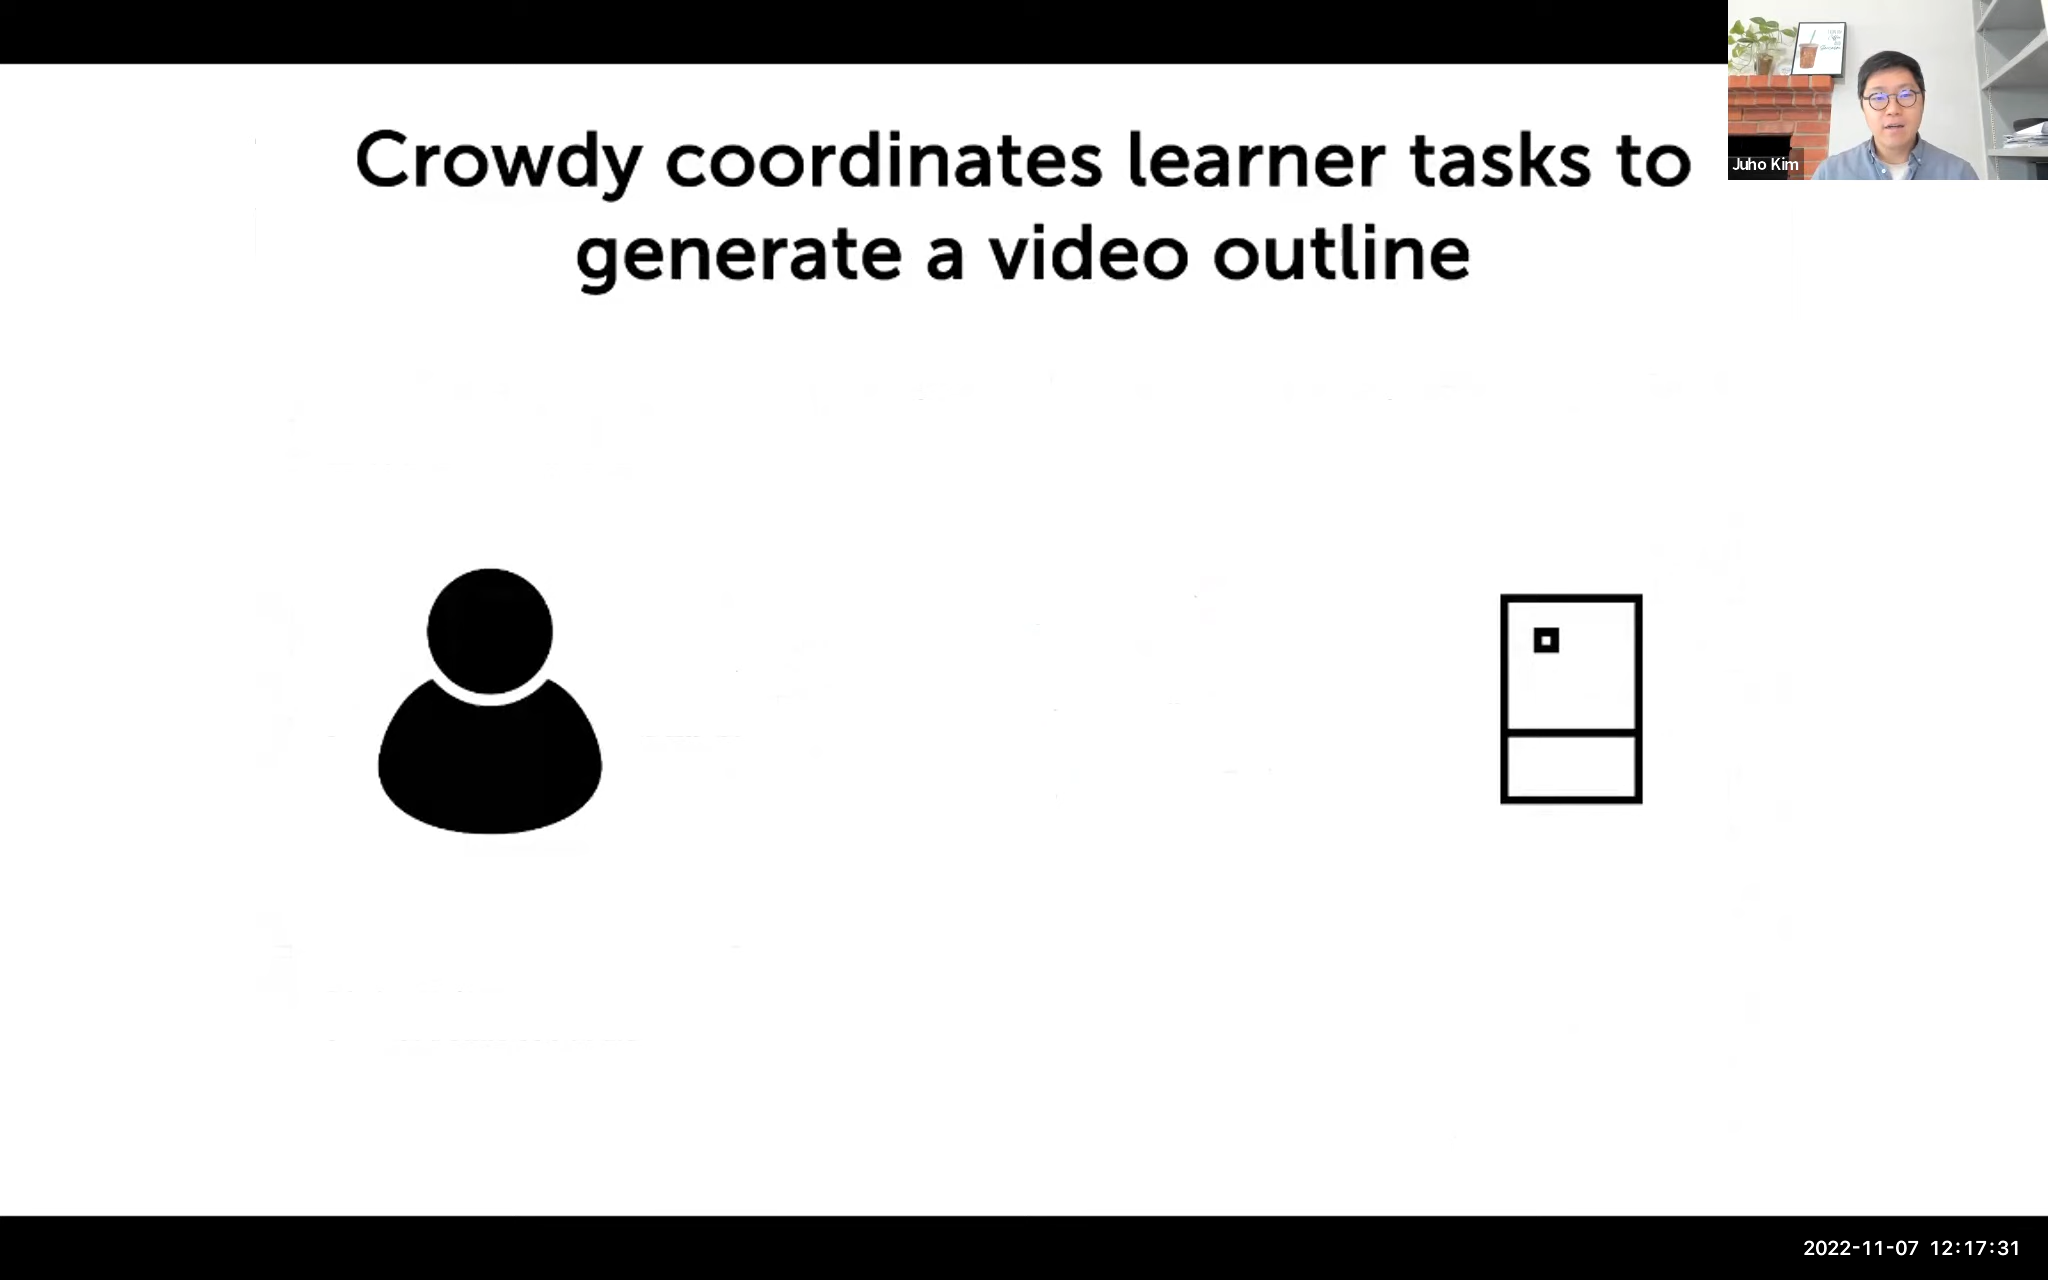 Crowdy coordinates learner tasks to
generate a video outline
Juho Kim
2022-11-07 12:17:31